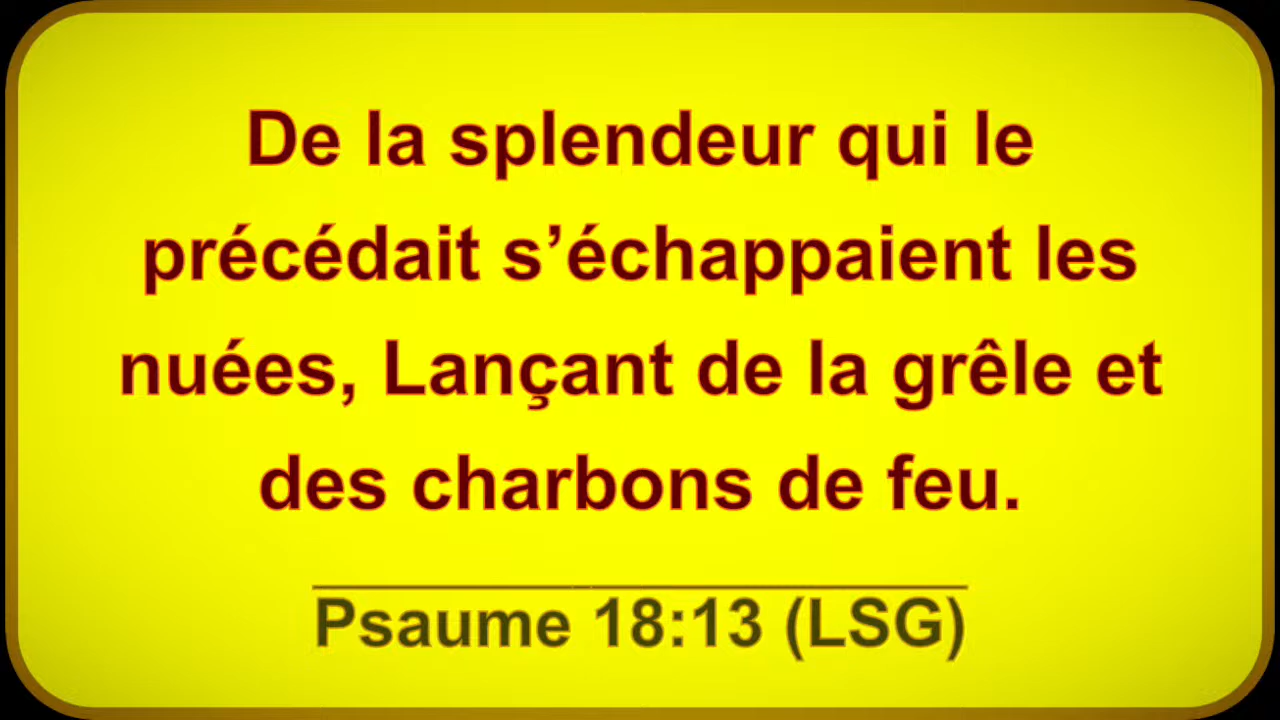 De la splendeur qui le
précédait s’échappaient les
nuées, Lançant de la grêle et
des charbons de feu.
Psaume 18:13 (LSG)